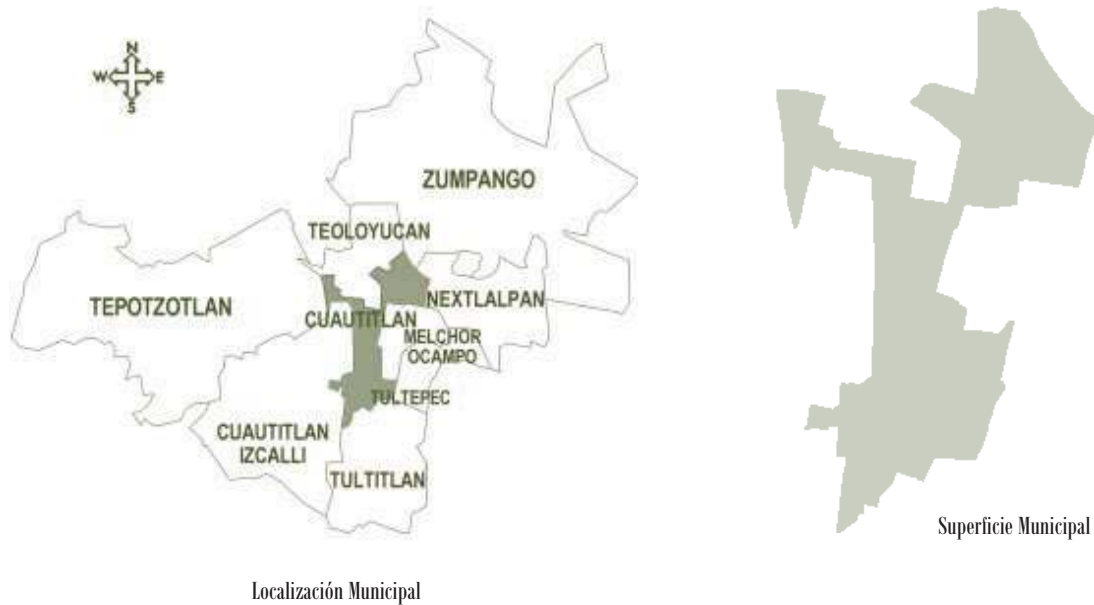 N
W E
S
ZUMPANGO
TEOLOYUCAN
TEPOTZOTLAN
NEXTLALPAN
CUAUTITLAN
MELCHOR
OCAMPO
TULTEPEC
CUAUTITLAN
IZCALLI
TULTITLAN
Superficie Municipal
Localización Municipal